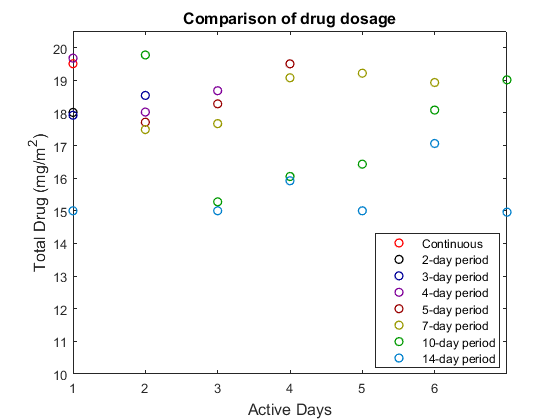 Comparison of drug dosage
20
19
18
17
16
15
14
13
12
11
10
Total Drug (mg/m²)
1
2
3
4
5
6
Active Days
Continuous
2-day period
3-day period
4-day period
5-day period
7-day period
10-day period
14-day period